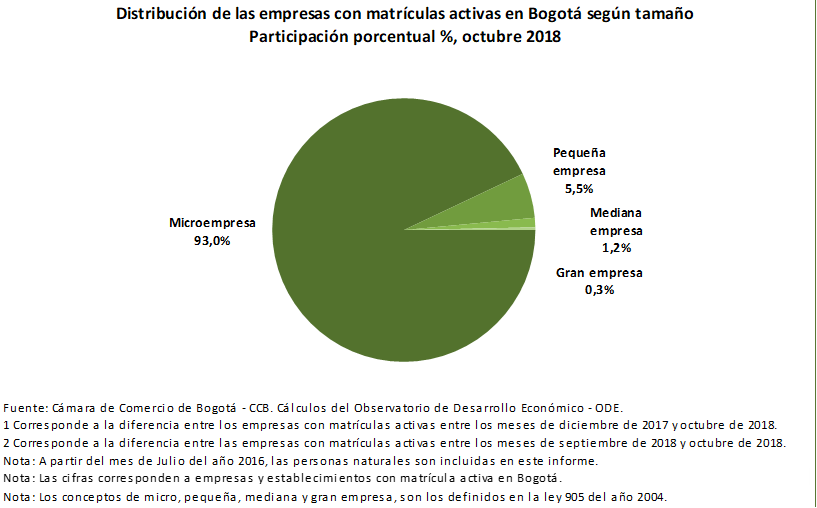 Distribución de las empresas con matrículas activas en Bogotá según tamaño
Participación porcentual %, octubre 2018
Pequeña
empresa
5,5%
Mediana
empresa
1,2%
Microempresa
93,0%
Gran empresa
0,3%
Fuente: Cámara de Comercio de Bogotá - CCB. Cálculos del Observatorio de Desarrollo Económico - ODE.
1 Corresponde a la diferencia entre los empresas con matrículas activas entre los meses de diciembre de 2017 y octubre de 2018.
2 Corresponde a la diferencia entre las empresas con matrículas activas entre los meses de septiembre de 2018 y octubre de 2018.
Nota: A partir del mes de Julio del año 2016, las personas naturales son incluidas en este informe.
Nota: Las cifras corresponden a empresas y establecimientos con matrícula activa en Bogotá.
Nota: Los conceptos de micro, pequeña, mediana y gran empresa, son los definidos en la ley 905 del año 2004.